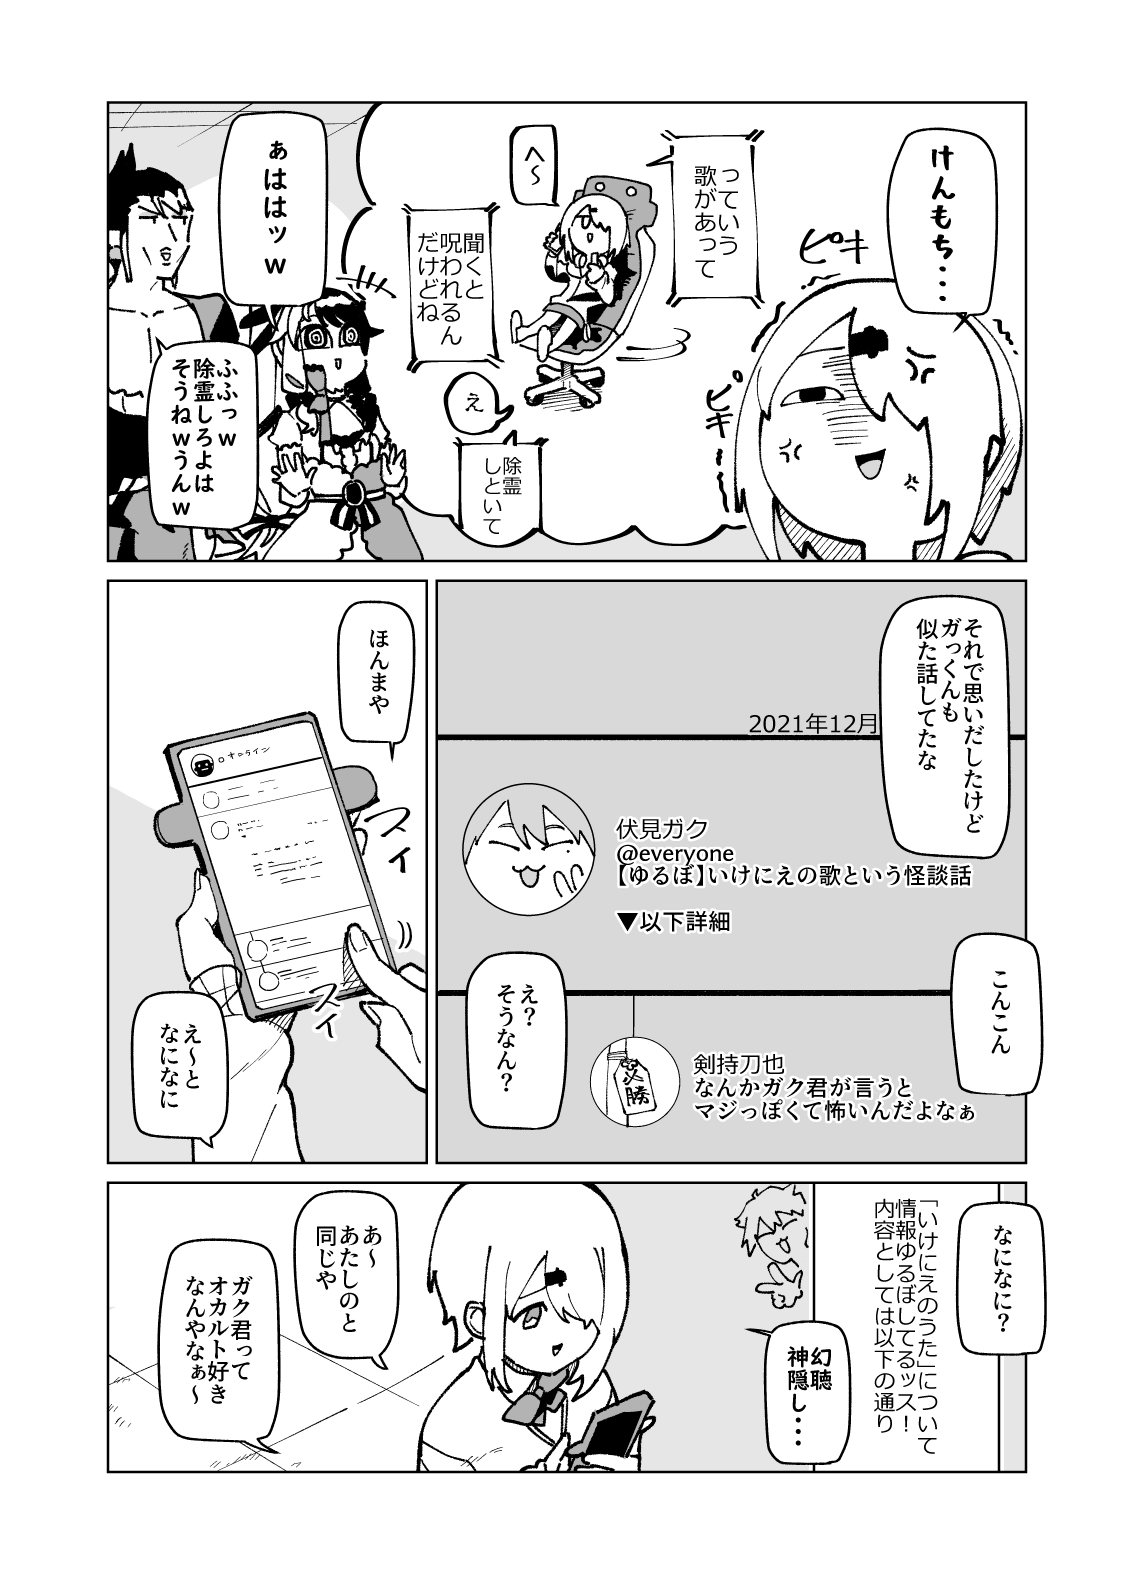 けんもち・・・
ピキ
ピキ
っていう
歌があって
へ～
聞くと
呪われるん
だけどね
え
除霊
しといて
ぁははッｗ
ふふっｗ
除霊しろよは
そうねｗうんｗ
それで思いだしたけど
ガっくんも
似た話してたな
2021年12月
伏見ガク
@everyone
【ゆるぼ】いけにえの歌という怪談話
▼以下詳細
こんこん
え？
そうなん？
剣持刀也
なんかガク君が言うと
マジっぽくて怖いんだよなぁ
必勝
ほんまや
オロライン
スイ
スイ
え～と
なになに
なになに？
「いけにえのうた」について
情報ゆるぼしてるッス！
内容としては以下の通り
幻聴
神隠し・・・
あ～
あたしのと
同じや
ガク君って
オカルト好き
なんやなぁ～